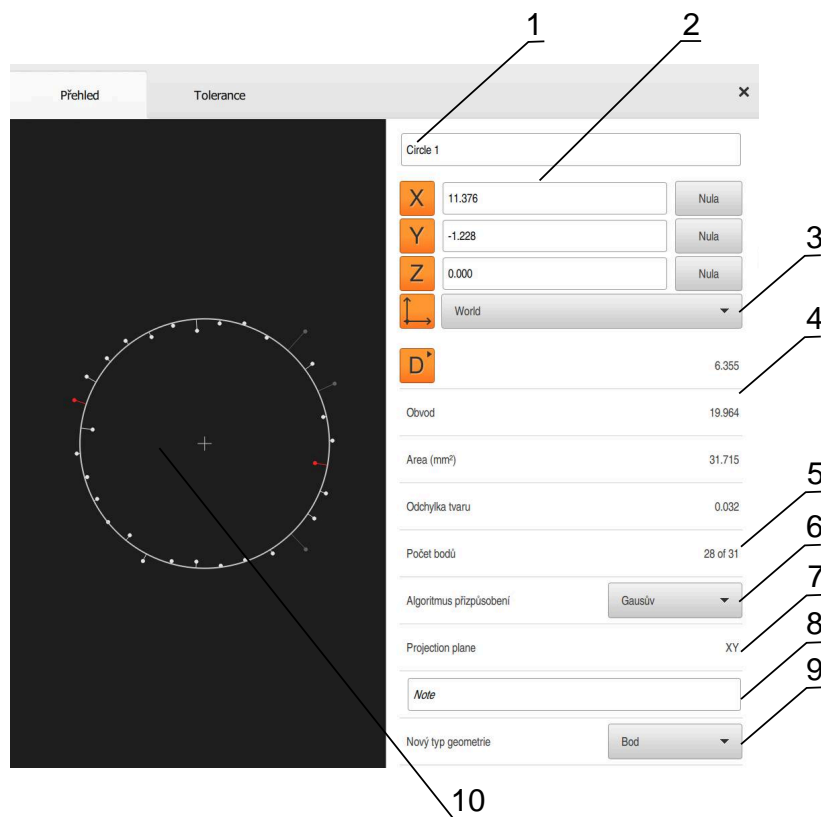 1
2
Přehled
Tolerance
×
Circle 1
X
11.376
Nula
Y
-1.228
Nula
3
Z
0.000
Nula
World
4
D
6.355
Obvod
19.964
Area (mm²)
31.715
5
Odchylka tvaru
0.032
6
Počet bodů
28 of 31
7
Algoritmus přizpůsobení
Gausův
8
Projection plane
XY
9
Note
Nový typ geometrie
Bod
10